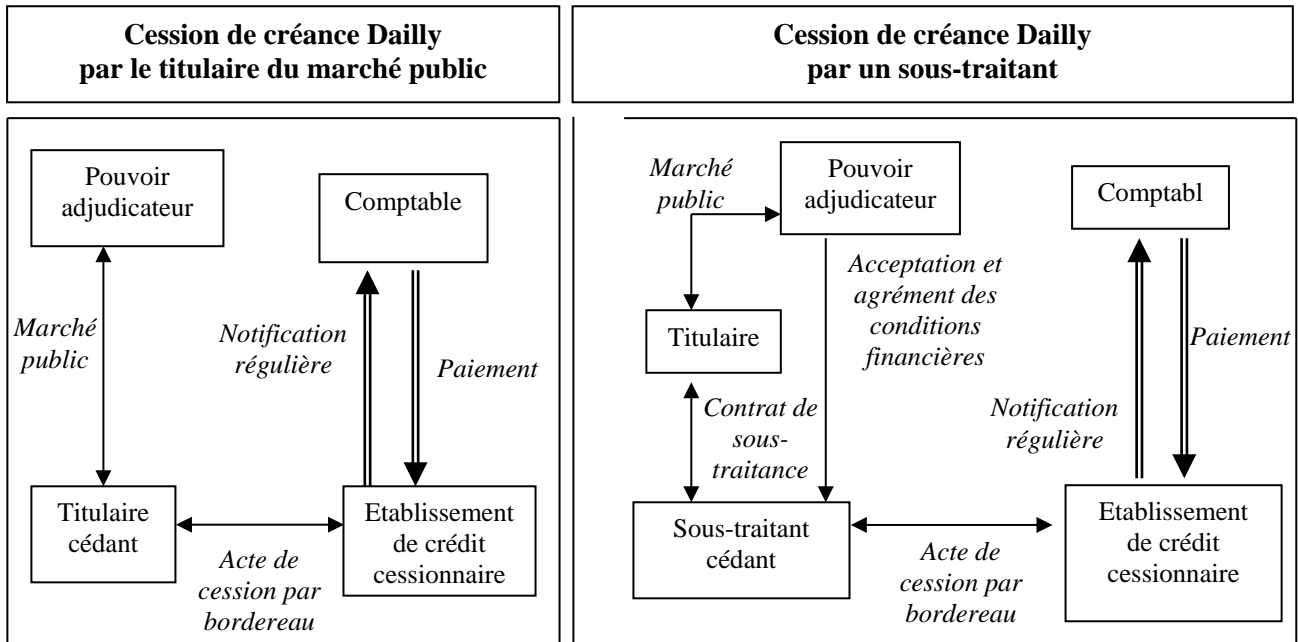 Cession de créance Dailly
par le titulaire du marché public
Pouvoir
adjudicateur
Comptable
Marché
public
Notification
régulière
Paiement
Titulaire
cédant
Etablissement
de crédit
cessionnaire
Acte de
cession par
bordereau
Cession de créance Dailly
par un sous-traitant
Marché
public
Pouvoir
adjudicateur
Comptabl
Acceptation et
agrément des
conditions
financières
Titulaire
Paiement
Contrat de
sous-
traitance
Notification
régulière
Sous-traitant
cédant
Etablissement
de crédit
cessionnaire
Acte de
cession par
bordereau